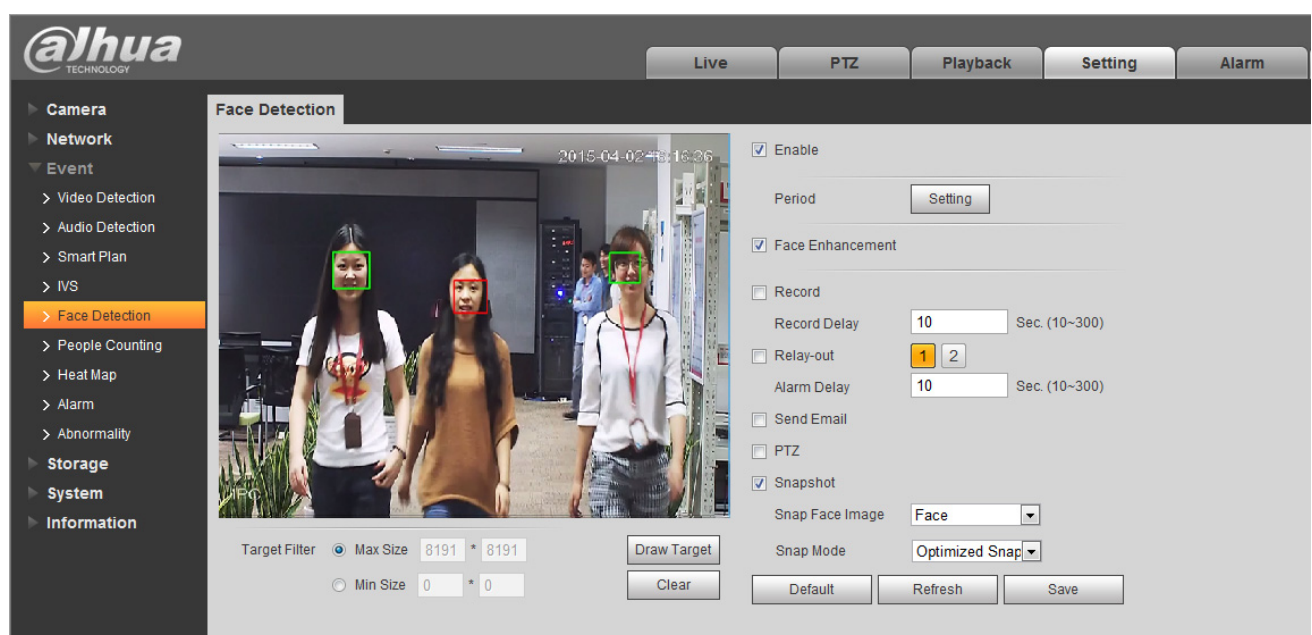 alhua
TECHNOLOGY
Live PTZ Playback Setting Alarm
Camera
Network
Event
Video Detection
Audio Detection
Smart Plan
IVS
Face Detection
People Counting
Heat Map
Alarm
Abnormality
Storage
System
Information
Face Detection
2015-04-02 16:16:26
IPC
Target Filter Max Size 8191 * 8191
Min Size 0 * 0
Draw Target
Clear
Enable
Period Setting
Face Enhancement
Record
Record Delay 10 Sec. (10~300)
Relay-out 1 2
Alarm Delay 10 Sec. (10~300)
Send Email
PTZ
Snapshot
Snap Face Image Face
Snap Mode Optimized Snap
Default Refresh Save